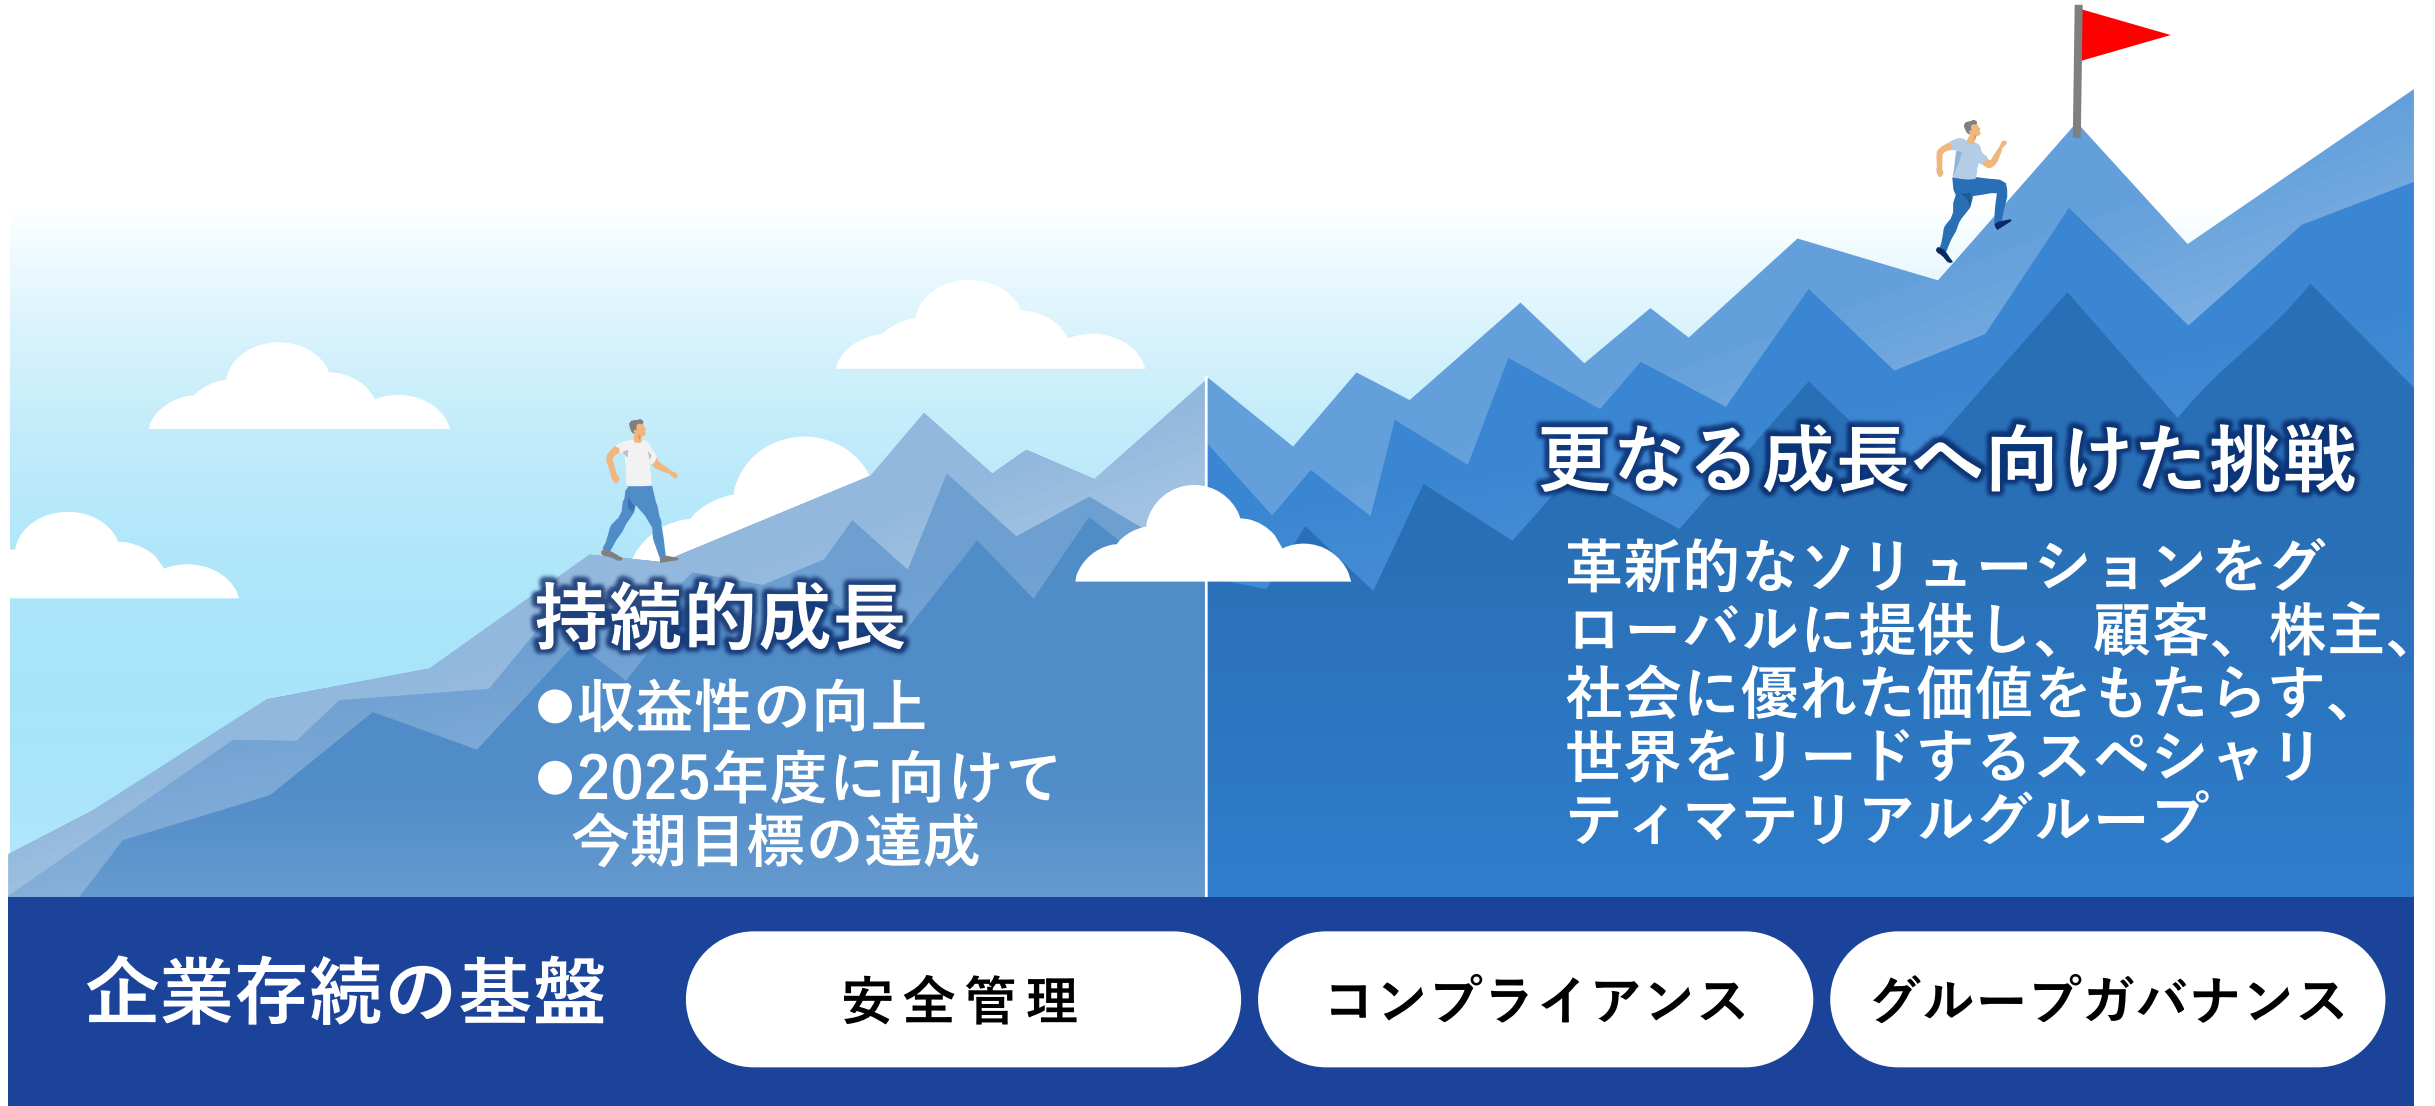 持続的成長
●収益性の向上
●2025年度に向けて
今期目標の達成
更なる成長へ向けた挑戦
革新的なソリューションをグ
ローバルに提供し、顧客、株主、
社会に優れた価値をもたらす、
世界をリードするスペシャリ
ティマテリアルグループ
企業存続の基盤
安全管理
コンプライアンス
グループガバナンス